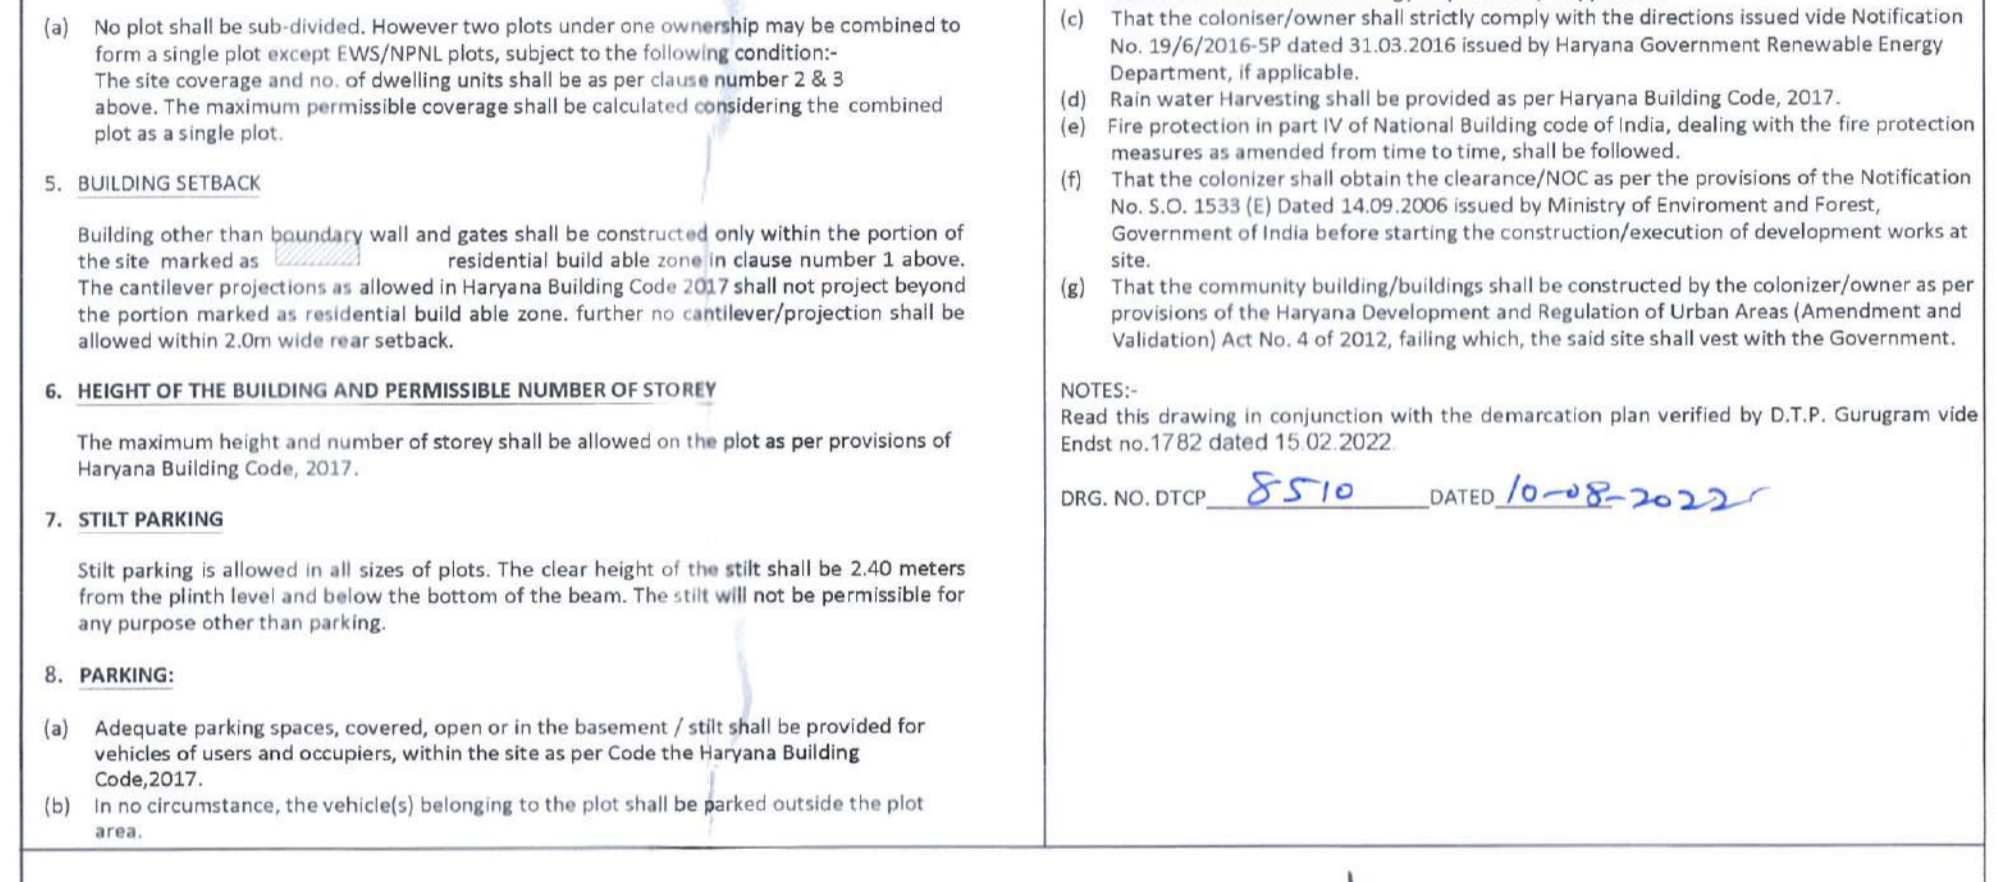 (a) No plot shall be sub-divided. However two plots under one ownership may be combined to
form a single plot except EWS/NPNL plots, subject to the following condition:-
The site coverage and no. of dwelling units shall be as per clause number 2 & 3
above. The maximum permissible coverage shall be calculated considering the combined
plot as a single plot.
5. BUILDING SETBACK
Building other than boundary wall and gates shall be constructed only within the portion of
the site marked as residential build able zone in clause number 1 above.
The cantilever projections as allowed in Haryana Building Code 2017 shall not project beyond
the portion marked as residential build able zone. further no cantilever/projection shall be
allowed within 2.0m wide rear setback.
6. HEIGHT OF THE BUILDING AND PERMISSIBLE NUMBER OF STOREY
The maximum height and number of storey shall be allowed on the plot as per provisions of
Haryana Building Code, 2017.
7. STILT PARKING
Stilt parking is allowed in all sizes of plots. The clear height of the stilt shall be 2.40 meters
from the plinth level and below the bottom of the beam. The stilt will not be permissible for
any purpose other than parking.
8. PARKING:
(a) Adequate parking spaces, covered, open or in the basement / stilt shall be provided for
vehicles of users and occupiers, within the site as per Code the Haryana Building
Code,2017.
(b) In no circumstance, the vehicle(s) belonging to the plot shall be parked outside the plot
area.
(c) That the coloniser/owner shall strictly comply with the directions issued vide Notification
No. 19/6/2016-5P dated 31.03.2016 issued by Haryana Government Renewable Energy
Department, if applicable.
(d) Rain water Harvesting shall be provided as per Haryana Building Code, 2017.
(e) Fire protection in part IV of National Building code of India, dealing with the fire protection
measures as amended from time to time, shall be followed.
(f) That the colonizer shall obtain the clearance/NOC as per the provisions of the Notification
No. S.O. 1533 (E) Dated 14.09.2006 issued by Ministry of Enviroment and Forest,
Government of India before starting the construction/execution of development works at
site.
(g) That the community building/buildings shall be constructed by the colonizer/owner as per
provisions of the Haryana Development and Regulation of Urban Areas (Amendment and
Validation) Act No. 4 of 2012, failing which, the said site shall vest with the Government.
NOTES:-
Read this drawing in conjunction with the demarcation plan verified by D.T.P. Gurugram vide
Endst no.1782 dated 15.02.2022.
DRG. NO. DTCP 8510 DATED 10-08-2022